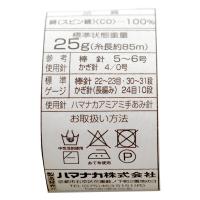 綿(スピン綿)(CO)…100%
標準状態重量
25g(糸長約85m)
参考 棒針 5〜6号
使用針 かぎ針 4/0号
標準 棒針 22〜23目・30〜31段
ゲージ かぎ針(長編み) 24目10段
使用針 ハマナカアミアミ手あみ針
お取扱い方法
ハマナカ株式会社